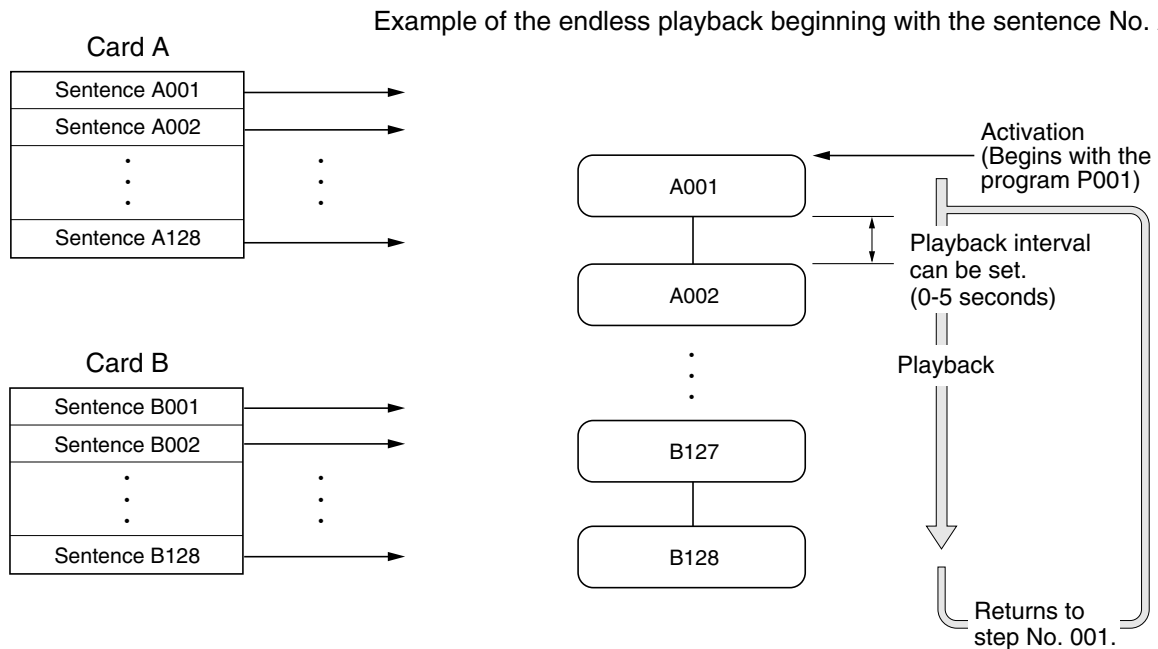 Example of the endless playback beginning with the sentence No.
Card A
Sentence A001
Sentence A002
Sentence A128
Card B
Sentence B001
Sentence B002
Sentence B128
A001
A002
B127
B128
Activation
(Begins with the
program P001)
Playback interval
can be set.
(0-5 seconds)
Playback
Returns to
step No. 001.